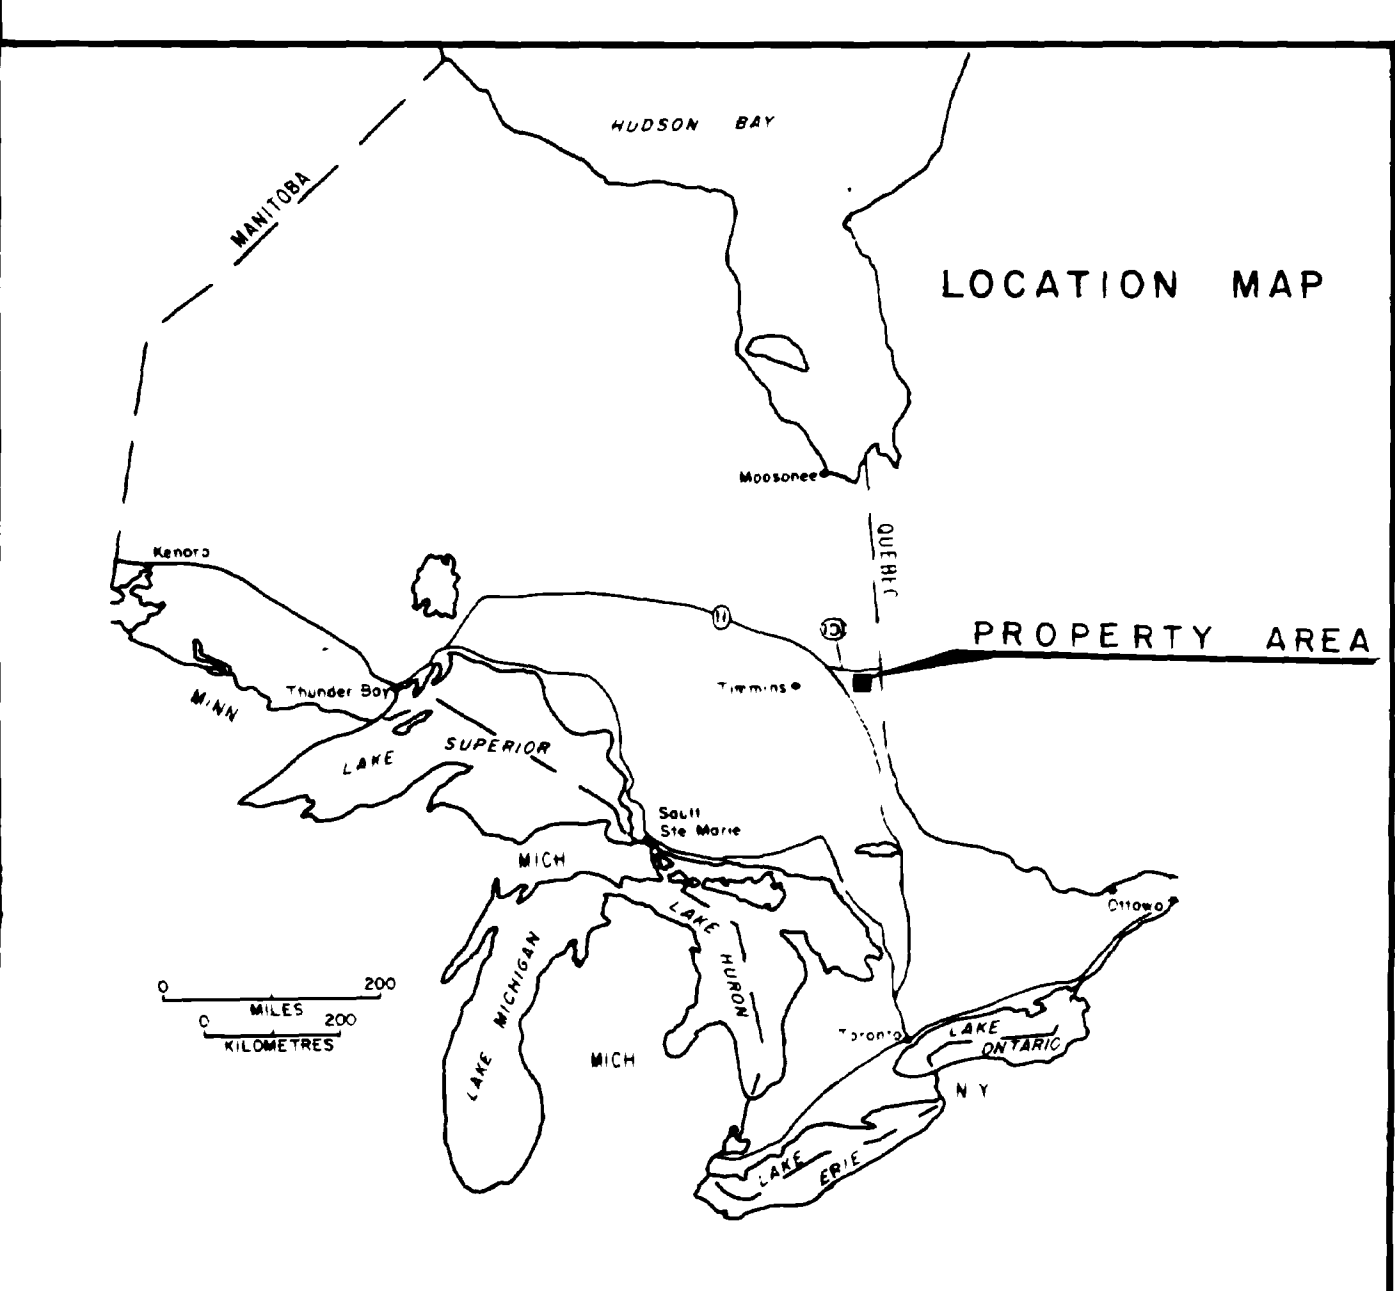 HUDSON BAY
MANITOBA
LOCATION MAP
Moosonee
QUEBEC
Kenora
11
101
PROPERTY AREA
Timmins
Thunder Bay
MINN
LAKE SUPERIOR
Sault
Ste Marie
MICH
LAKE HURON
Ottawa
LAKE MICHIGAN
0 200
MILES
0 200
KILOMETRES
MICH
Toronto
LAKE
ONTARIO
N Y
LAKE ERIE